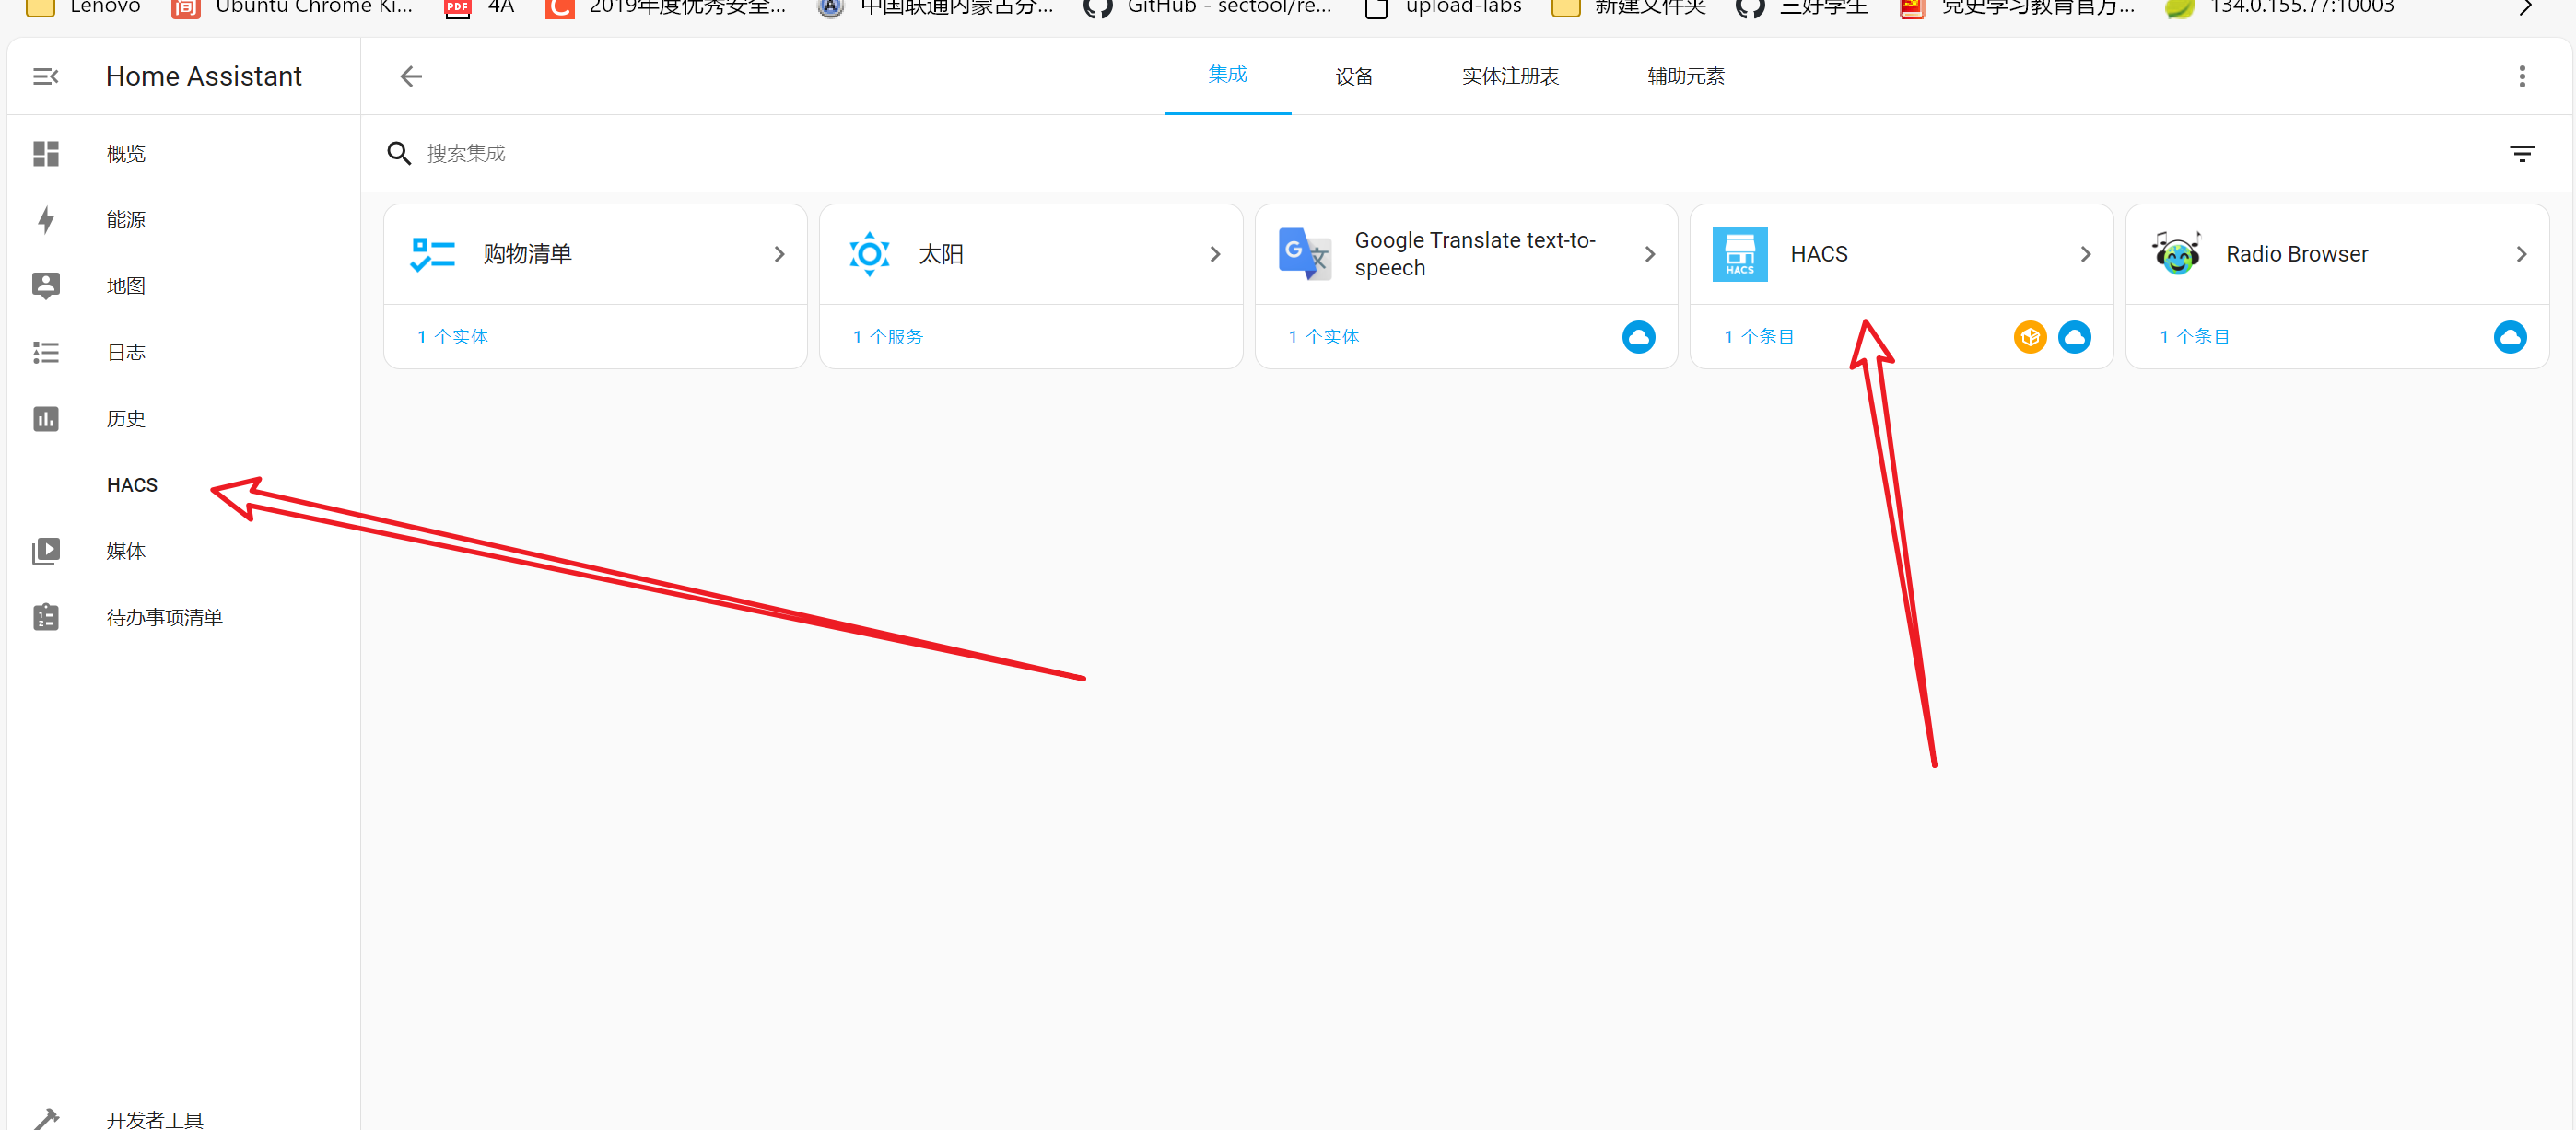 Lenovo
间
Ubuntu Chrome Ki...
PDF
4A
C
2019年度优秀安全...
中国联通内蒙古分...
GitHub - sectool/re...
upload-labs
新建文件夹
三好学生
党史学习教育官方...
134.0.155.77:10003
Home Assistant
集成
设备
实体注册表
辅助元素
概览
能源
地图
日志
历史
HACS
媒体
待办事项清单
开发者工具
搜索集成
购物清单
1 个实体
太阳
1 个服务
G 文
Google Translate text-to-
speech
1 个实体
HACS
HACS
1 个条目
Radio Browser
1 个条目